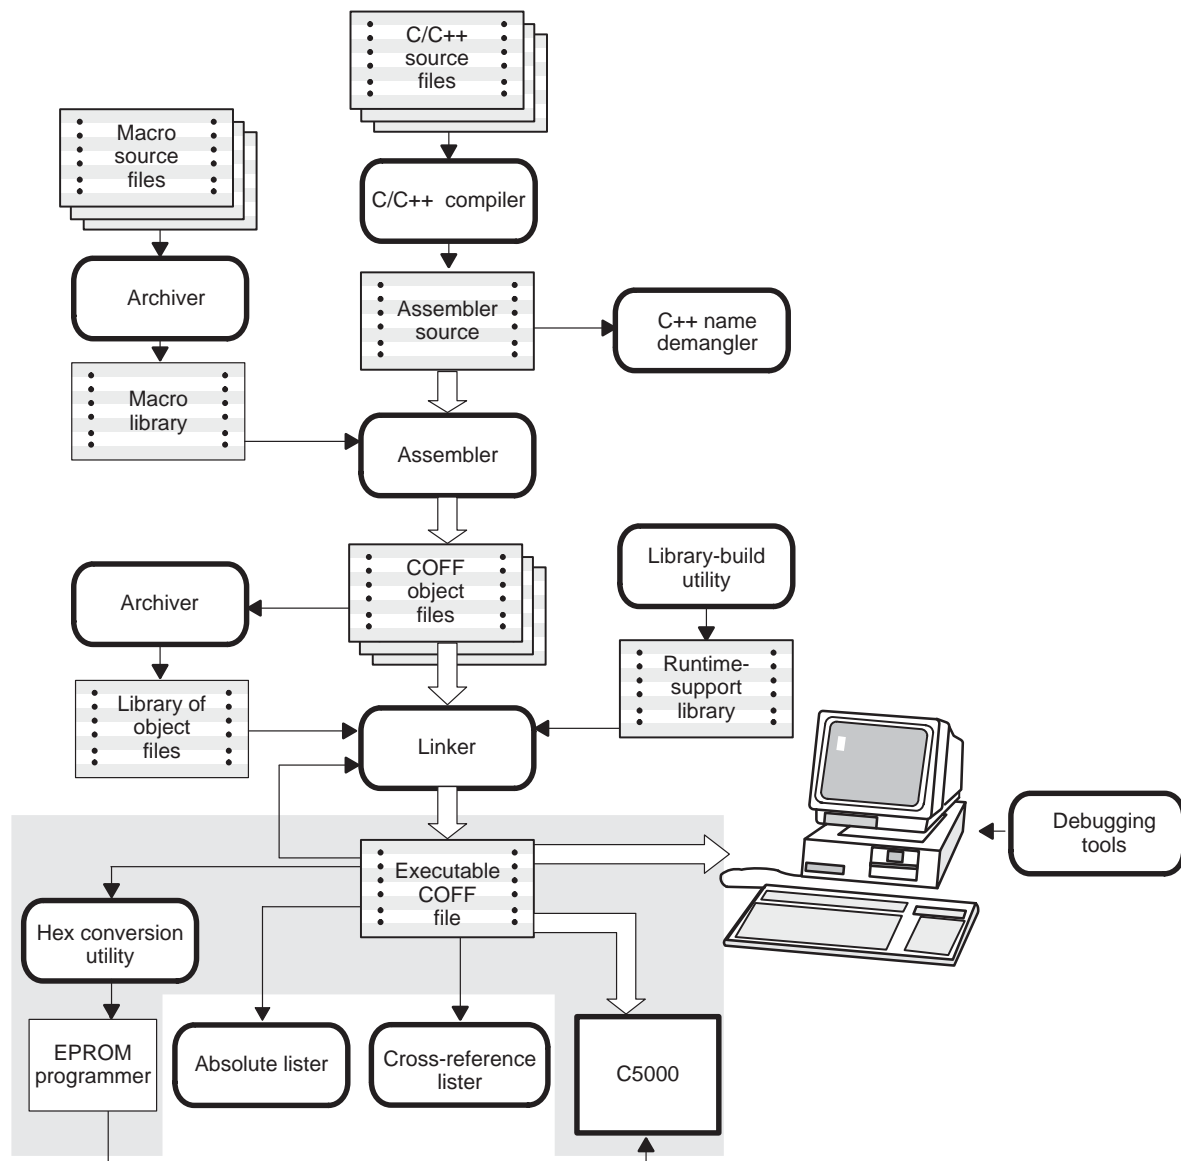 C/C++
source
files
Macro
source
files
C/C++ compiler
Archiver
Assembler
source
C++ name
demangler
Macro
library
Assembler
COFF
object
files
Library-build
utility
Archiver
Runtime-
support
library
Library of
object
files
Linker
Debugging
tools
Executable
COFF
file
Hex conversion
utility
EPROM
programmer
Absolute lister
Cross-reference
lister
C5000